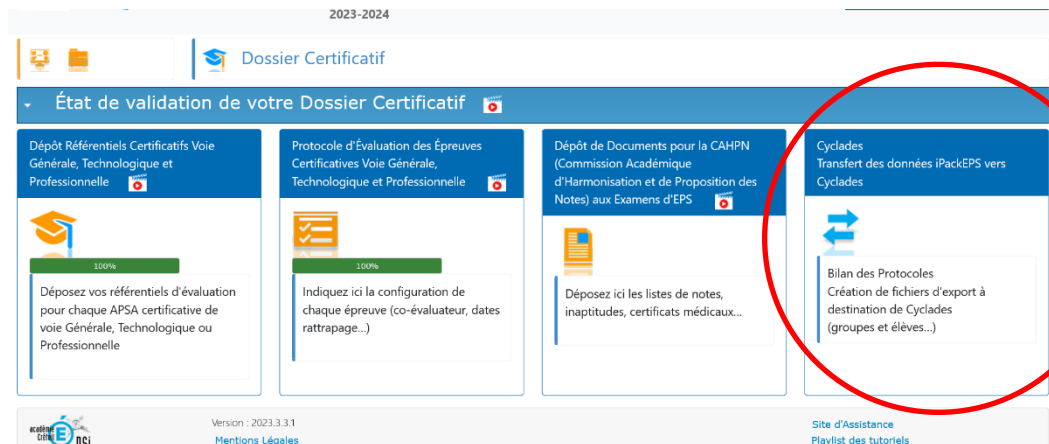 2023-2024
Dossier Certificatif
État de validation de votre Dossier Certificatif
Dépôt Référentiels Certificatifs Voie
Générale, Technologique et
Professionnelle
100%
Déposez vos référentiels d'évaluation
pour chaque APSA certificative de
voie Générale, Technologique ou
Professionnelle
Protocole d'Évaluation des Épreuves
Certificatives Voie Générale,
Technologique et Professionnelle
100%
Indiquez ici la configuration de
chaque épreuve (co-évaluateur, dates
rattrapage...)
Dépôt de Documents pour la CAHPN
(Commission Académique
d'Harmonisation et de Proposition des
Notes) aux Examens d'EPS
Déposez ici les listes de notes,
inaptitudes, certificats médicaux...
Cyclades
Transfert des données iPackEPS vers
Cyclades
Bilan des Protocoles
Création de fichiers d'export à
destination de Cyclades
(groupes et élèves...)
académie
Créteil
Version : 2023.3.3.1
Mentions Légales
Site d'Assistance
Playlist des tutoriels